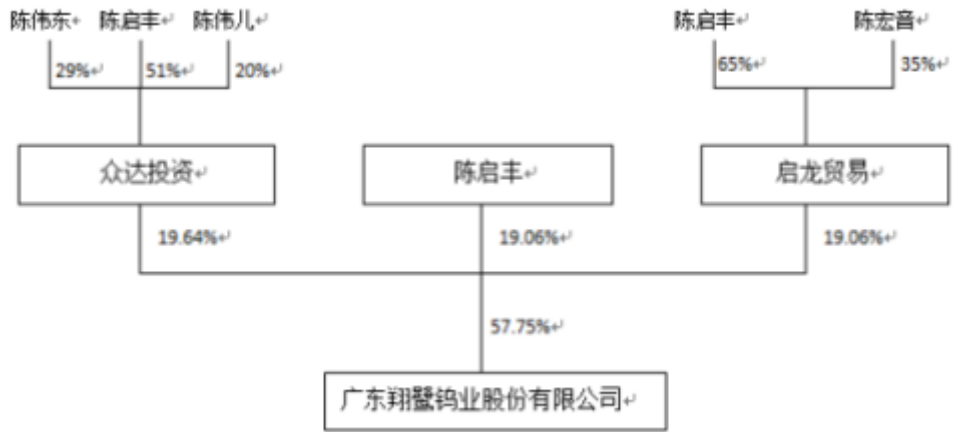 陈伟东 陈启丰 陈伟儿 陈启丰 陈宏音
29% 51% 20% 65% 35%
众达投资 陈启丰 启龙贸易
19.64% 19.06% 19.06%
57.75%
广东翔鹭钨业股份有限公司